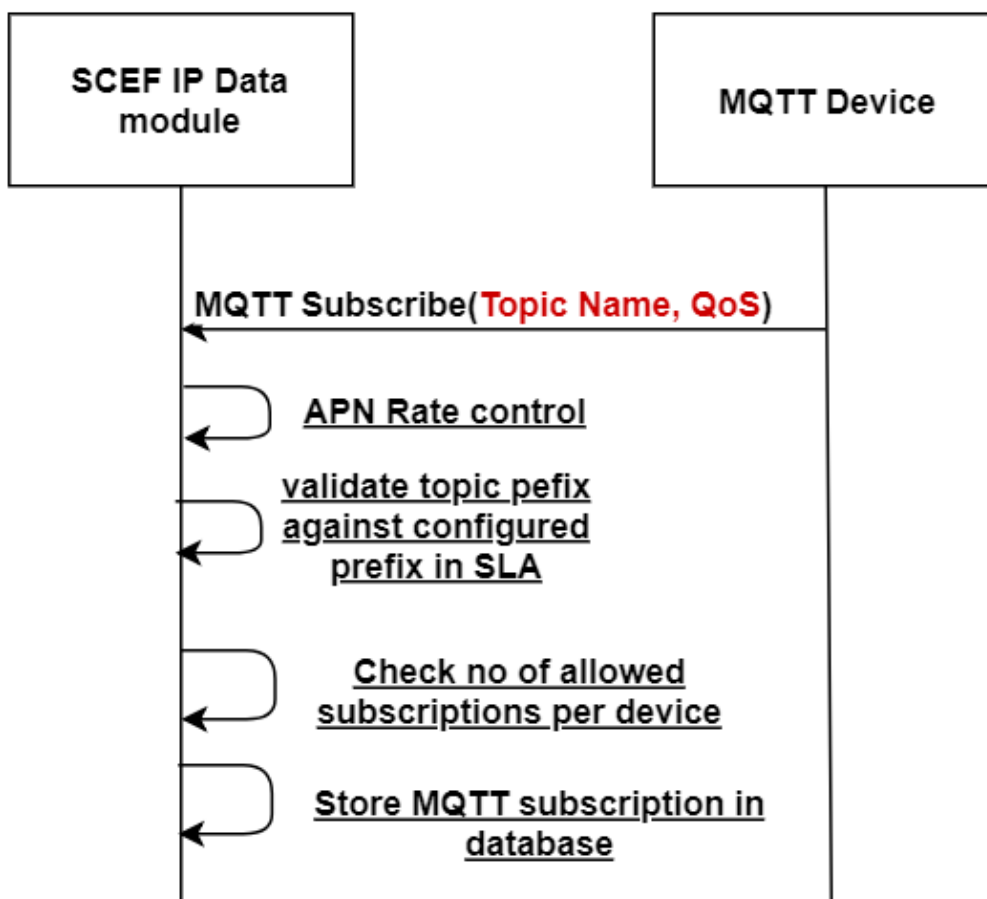 SCEF IP Data
module
MQTT Device
MQTT Subscribe(Topic Name, QoS)
APN Rate control
validate topic pefix
against configured
prefix in SLA
Check no of allowed
subscriptions per device
Store MQTT subscription in
database